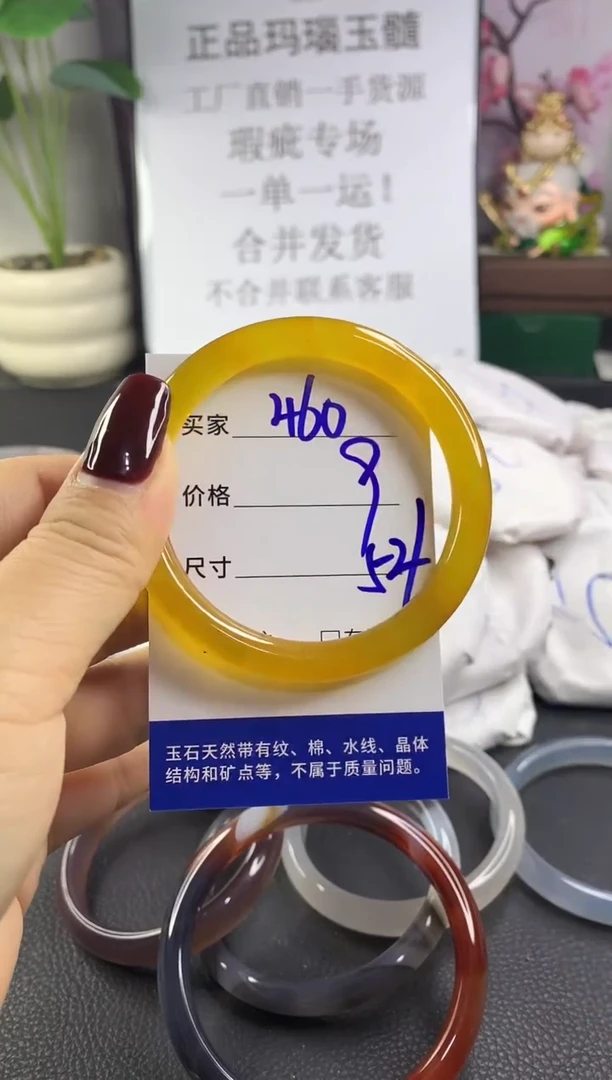 正品玛瑙玉髓
工厂直销一手货源
瑕疵专场
一单一运！
合并发货
不合并联系客服
买家 460
价格
尺寸 54
玉石天然带有纹、棉、水线、晶体
结构和矿点等，不属于质量问题。